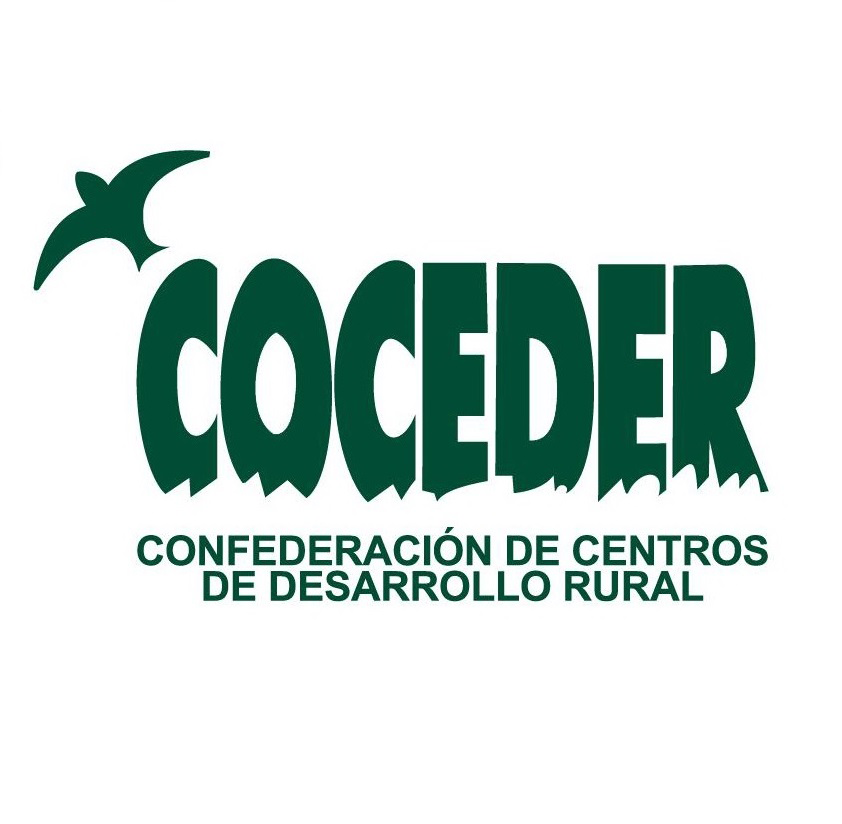 COCEDER
CONFEDERACIÓN DE CENTROS
DE DESARROLLO RURAL